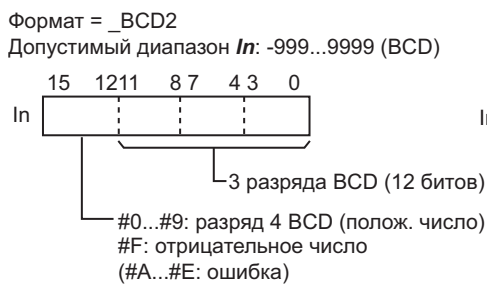 Формат = _BCD2
Допустимый диапазон In: -999...9999 (BCD)
15 1211 8 7 4 3 0
In
3 разряда BCD (12 битов)
#0...#9: разряд 4 BCD (полож. число)
#F: отрицательное число
(#A...#E: ошибка)